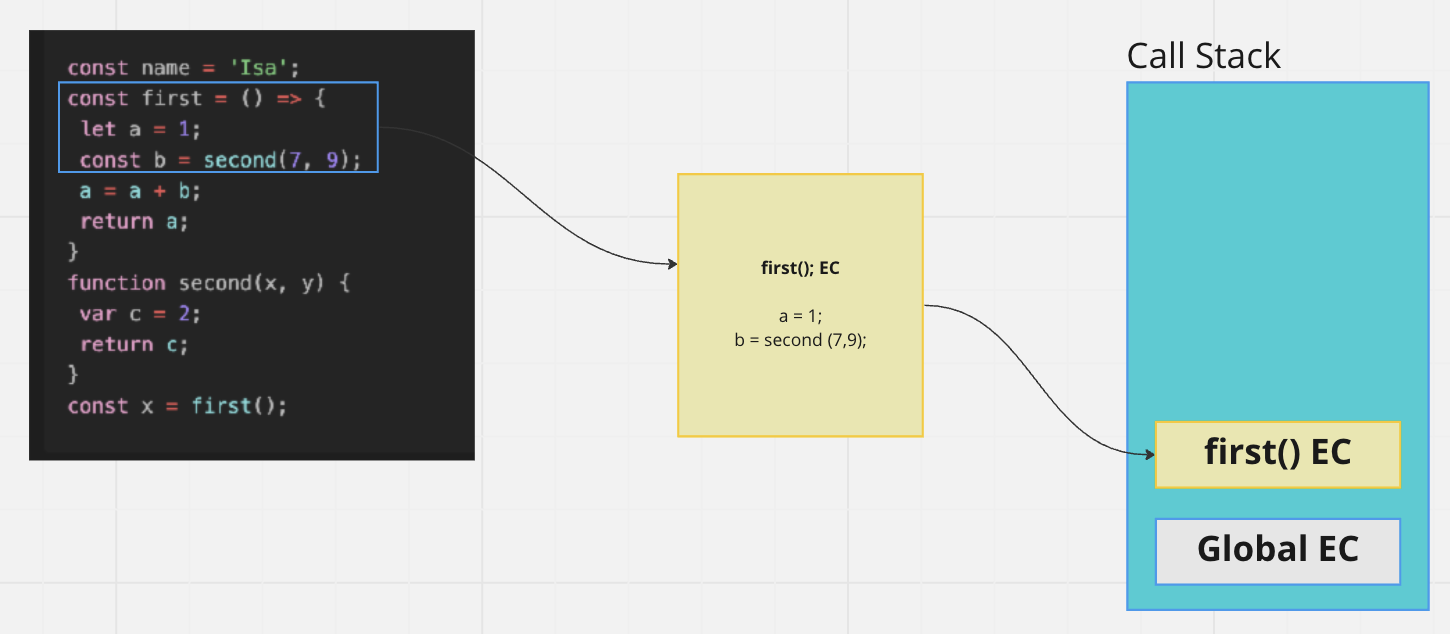 const name = 'Isa';
const first = () => {
let a = 1;
const b = second(7, 9);
a = a + b;
return a;
}
function second(x, y) {
var c = 2;
return c;
}
const x = first();
first(); EC
a = 1;
b = second (7,9);
Call Stack
first() EC
Global EC